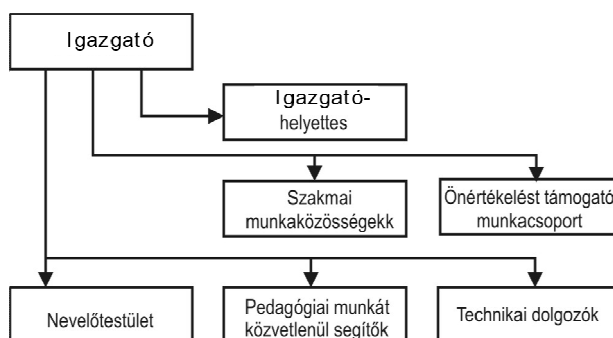 Igazgató
Igazgató-
helyettes
Szakmai
munkaközösségekk
Önértékelést támogató
munkacsoport
Nevelőtestület
Pedagógiai munkát
közvetlenül segítők
Technikai dolgozók